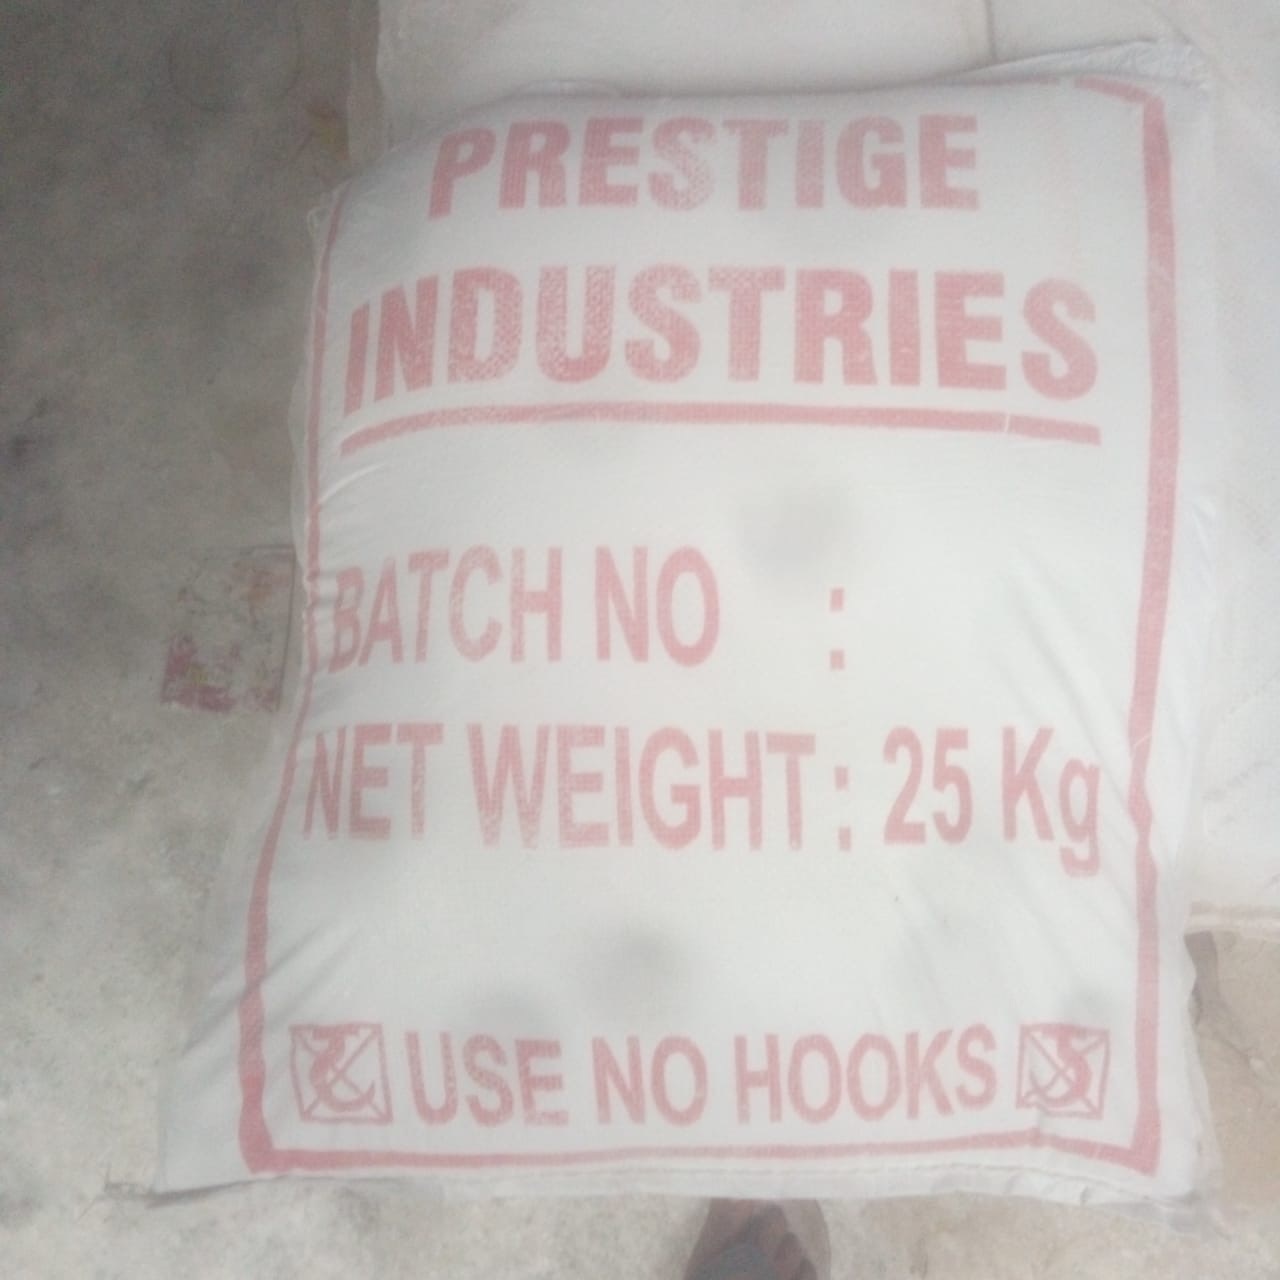 PRESTIGE
INDUSTRIES
BATCH NO :
NET WEIGHT : 25 Kg
USE NO HOOKS